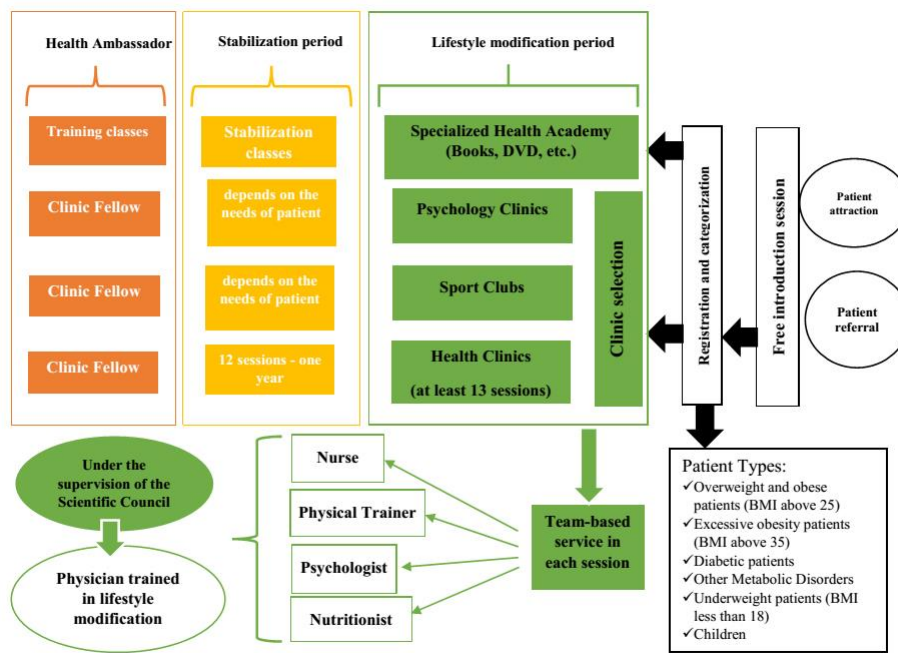 Health Ambassador
Training classes
Clinic Fellow
Clinic Fellow
Clinic Fellow
Stabilization period
Stabilization
classes
depends on the
needs of patient
depends on the
needs of patient
12 sessions - one
year
Lifestyle modification period
Specialized Health Academy
(Books, DVD, etc.)
Psychology Clinics
Sport Clubs
Health Clinics
(at least 13 sessions)
Clinic selection
Registration and categorization
Free introduction session
Patient
attraction
Patient
referral
Under the
supervision of the
Scientific Council
Physician trained
in lifestyle
modification
Nurse
Physical Trainer
Psychologist
Nutritionist
Team-based
service in
each session
Patient Types:
✓Overweight and obese
patients (BMI above 25)
✓Excessive obesity patients
(BMI above 35)
✓Diabetic patients
✓Other Metabolic Disorders
✓Underweight patients (BMI
less than 18)
✓Children